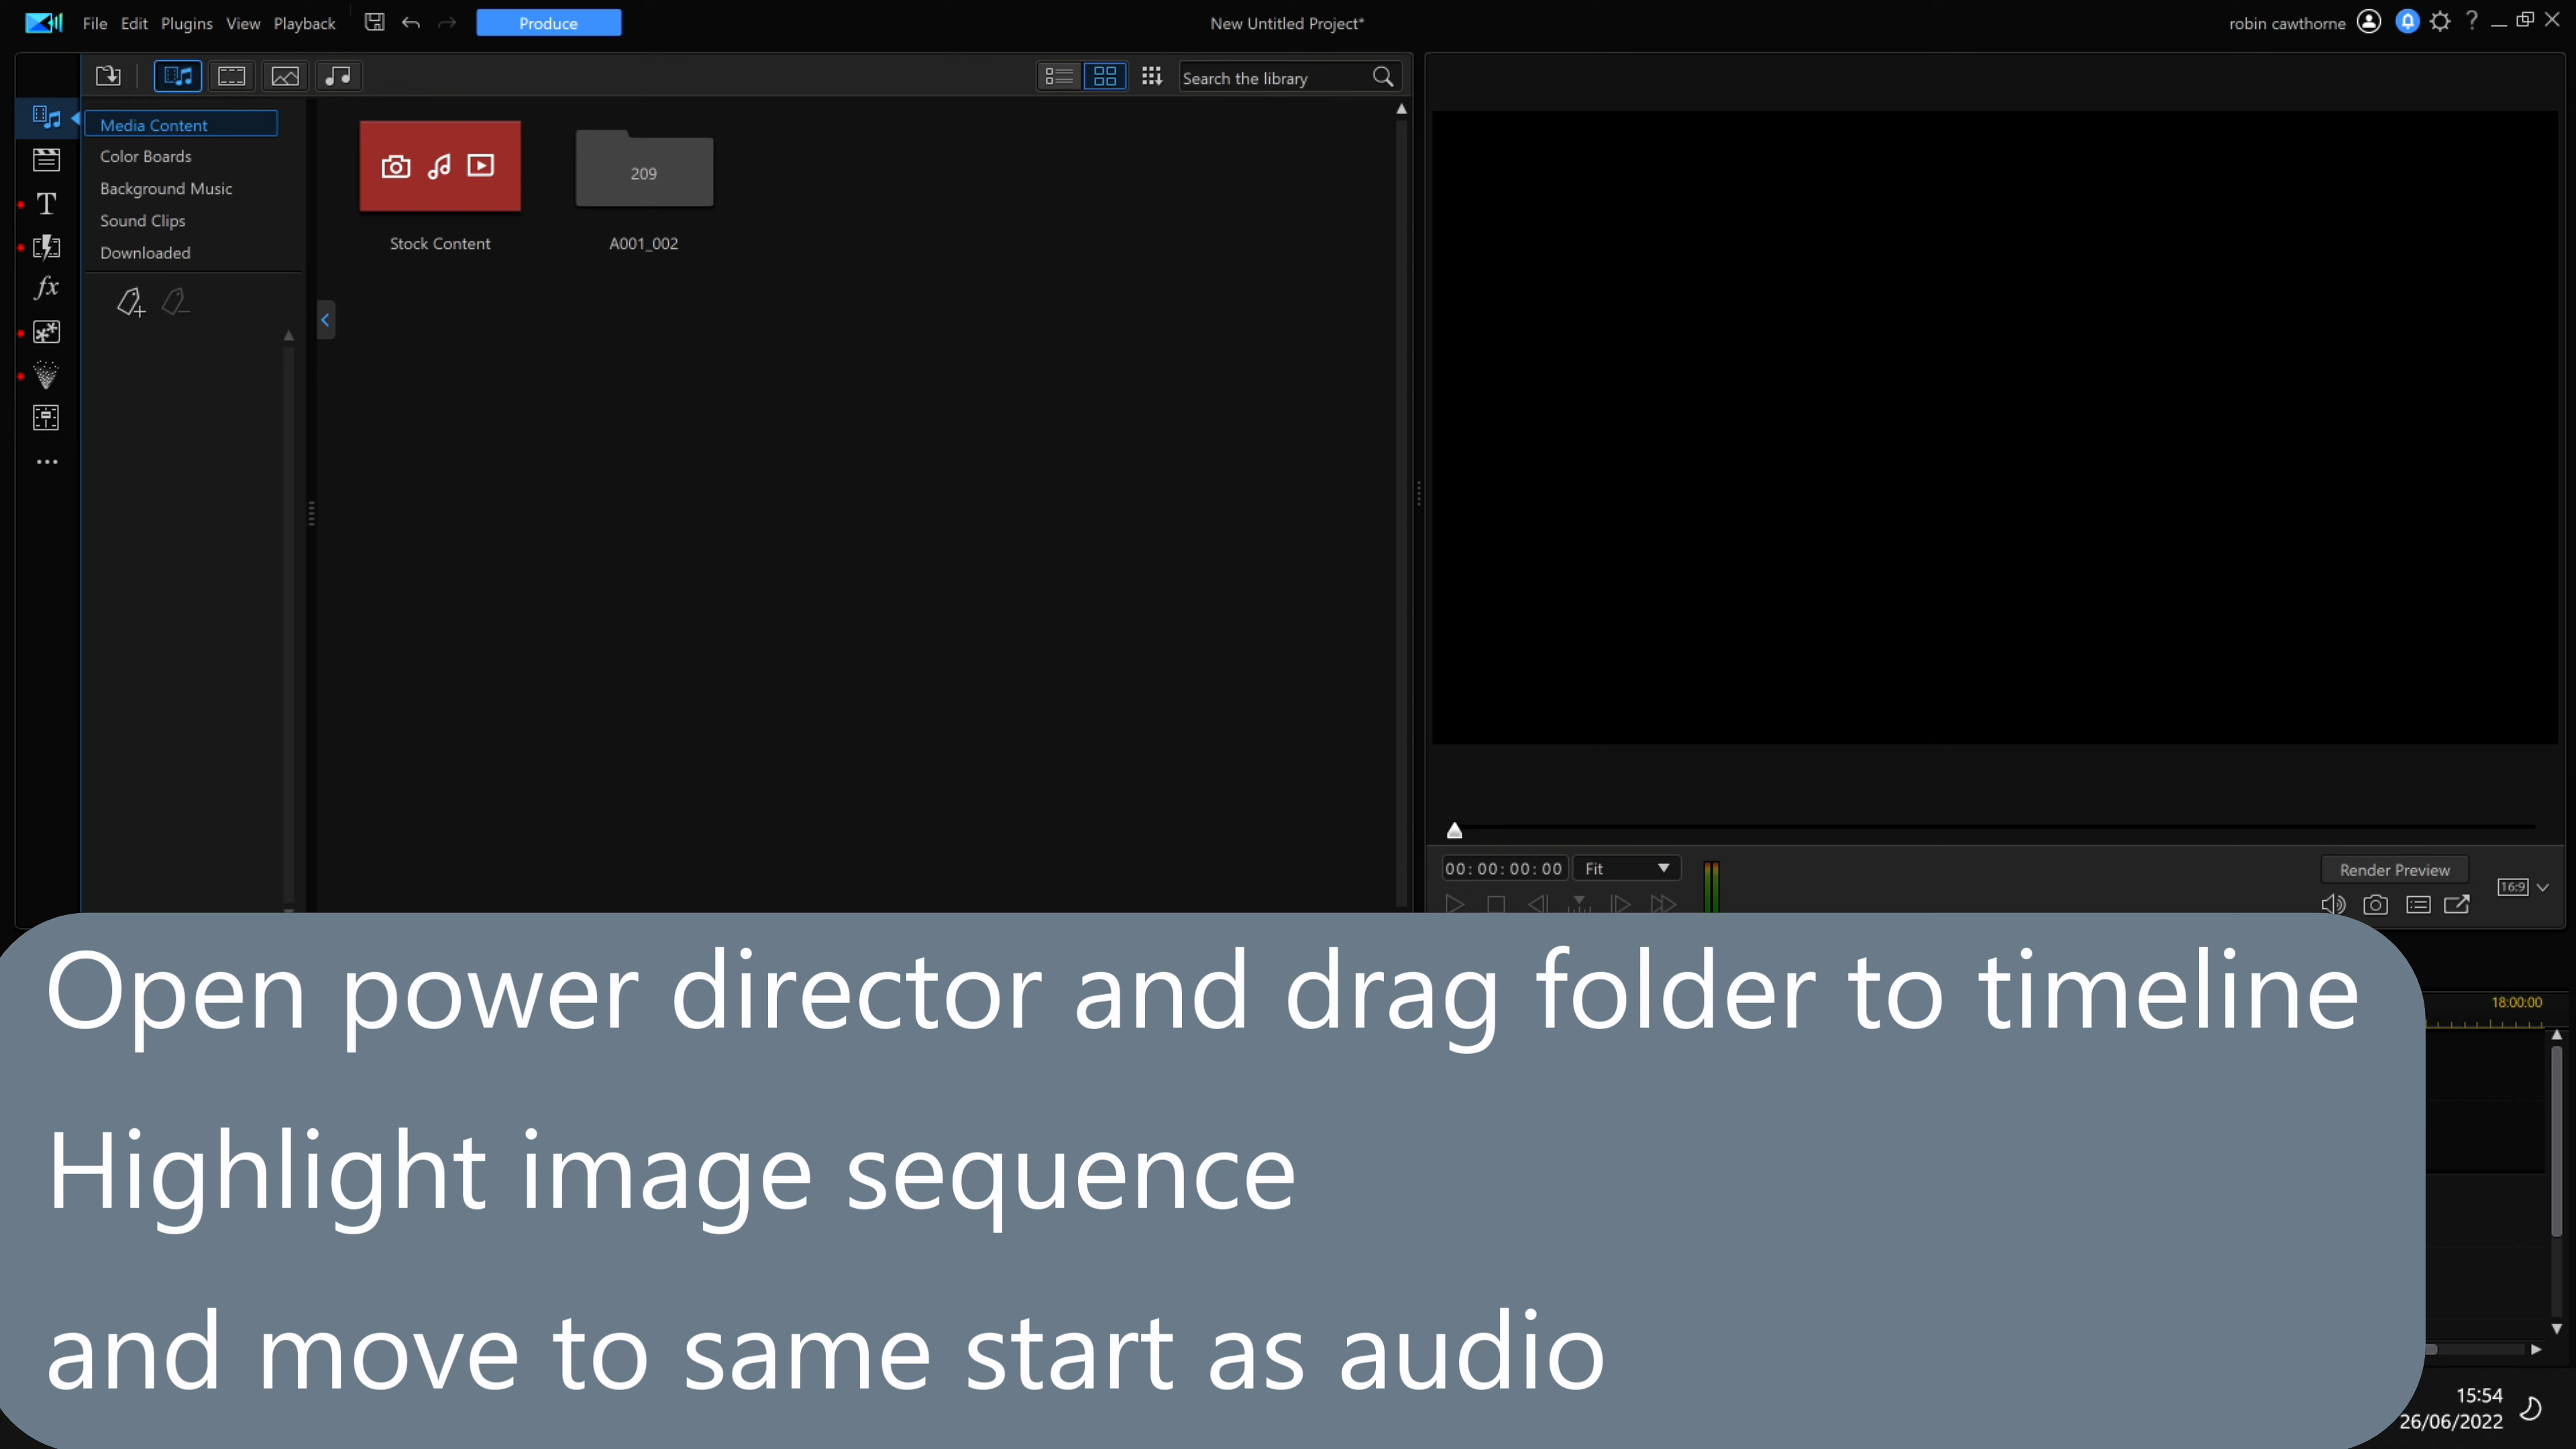 File Edit Plugins View Playback Produce New Untitled Project* robin cawthorne ?
Search the library
Media Content
Color Boards
Background Music
Sound Clips
Downloaded
209
Stock Content A001_002
T
fx
00:00:00:00 Fit Render Preview
16:9
18:00:00
Open power director and drag folder to timeline
Highlight image sequence
and move to same start as audio
15:54
26/06/2022